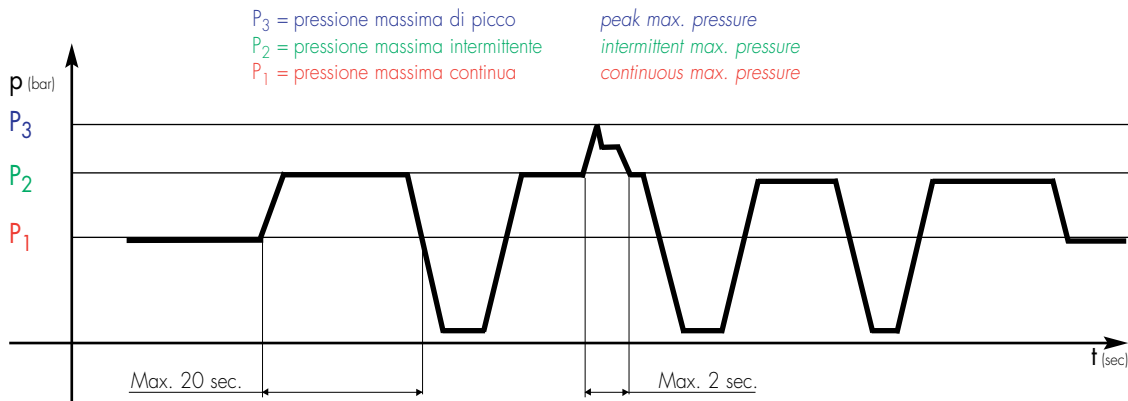 P3 = pressione massima di picco peak max. pressure
P2 = pressione massima intermittente intermittent max. pressure
P1 = pressione massima continua continuous max. pressure
p (bar)
P3
P2
P1
t (sec)
Max. 20 sec. Max. 2 sec.